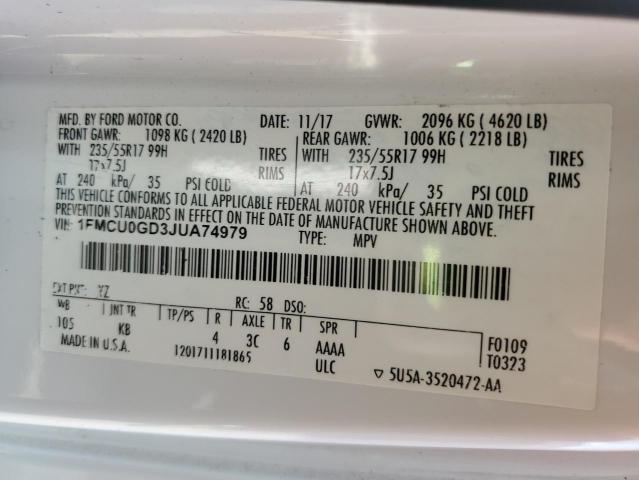 MFD. BY FORD MOTOR CO. DATE: 11/17 GVWR: 2096 KG ( 4620 LB)
FRONT GAWR: 1098 KG ( 2420 LB) REAR GAWR: 1006 KG ( 2218 LB)
WITH 235/55R17 99H TIRES WITH 235/55R17 99H TIRES
17x7.5J RIMS 17x7.5J RIMS
AT 240 kPa/ 35 PSI COLD AT 240 kPa/ 35 PSI COLD
THIS VEHICLE CONFORMS TO ALL APPLICABLE FEDERAL MOTOR VEHICLE SAFETY AND THEFT
PREVENTION STANDARDS IN EFFECT ON THE DATE OF MANUFACTURE SHOWN ABOVE.
VIN: 1FMCU0GD3JUA74979 TYPE: MPV
EXT PNT: YZ RC: 58 DSO:
WB INT TR TP/PS R AXLE TR SPR
105 KB 4 3C 6 AAAA F0109
MADE IN U.S.A. 1201711181865 ULC T0323
▽ 5U5A-3520472-AA